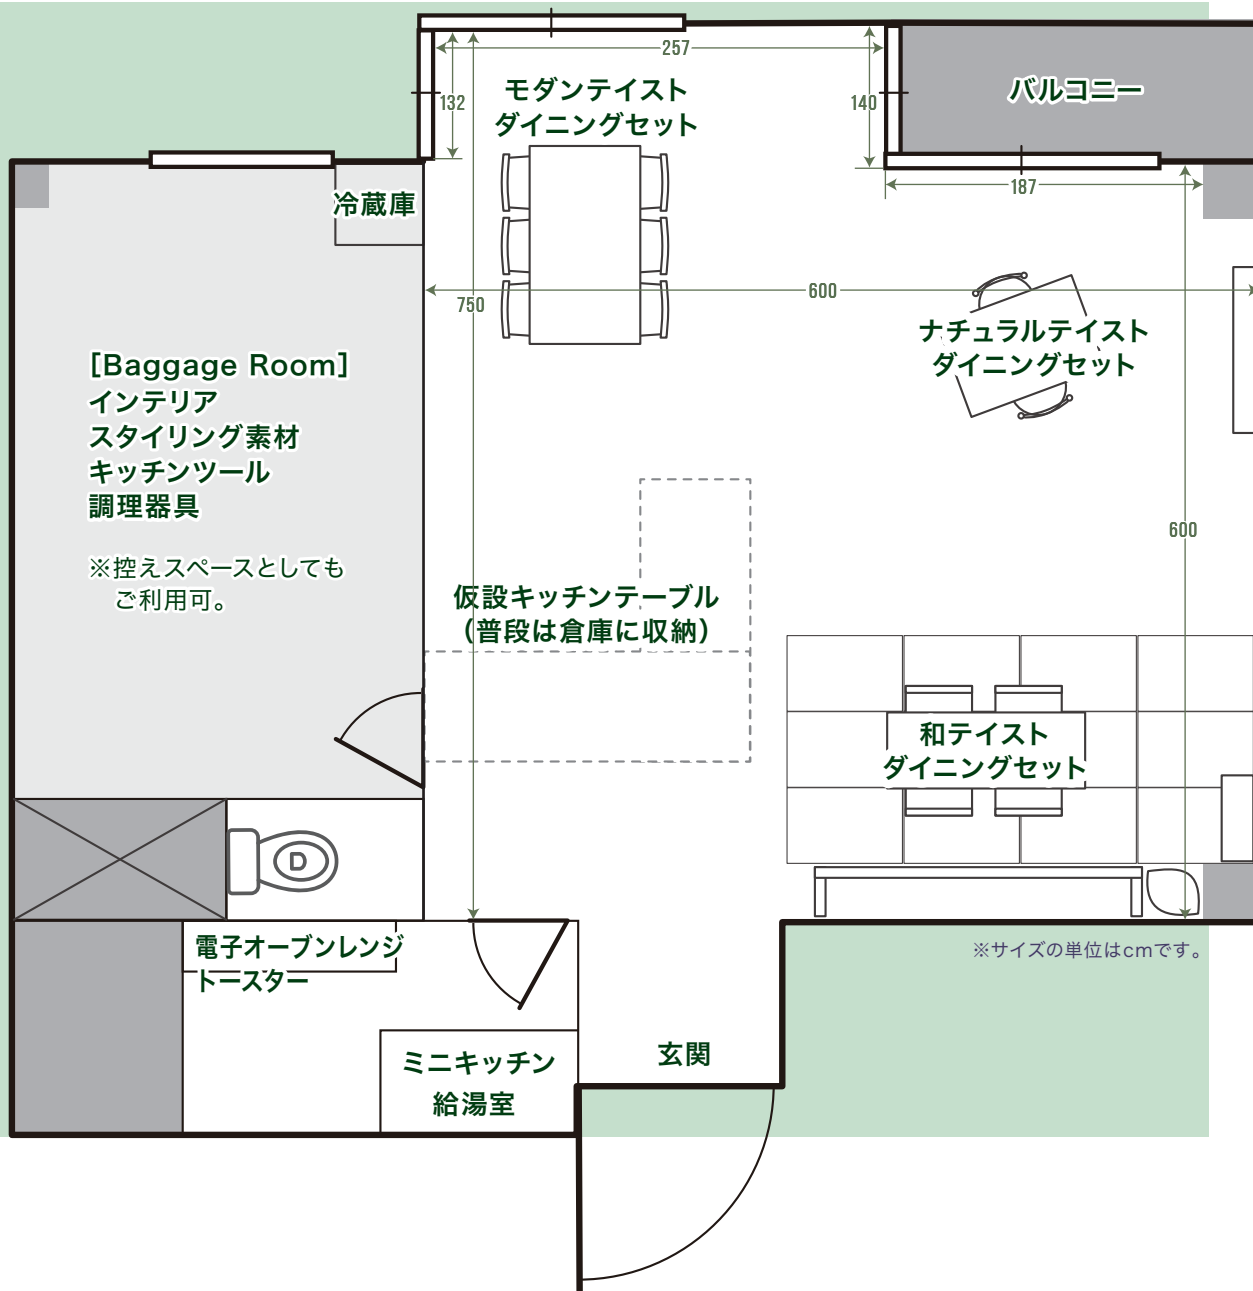 257
132
140
モダンテイスト
ダイニングセット
バルコニー
187
冷蔵庫
750
600
ナチュラルテイスト
ダイニングセット
[Baggage Room]
インテリア
スタイリング素材
キッチンツール
調理器具
※控えスペースとしても
ご利用可。
600
仮設キッチンテーブル
（普段は倉庫に収納）
和テイスト
ダイニングセット
電子オーブンレンジ
トースター
※サイズの単位はcmです。
ミニキッチン
給湯室
玄関